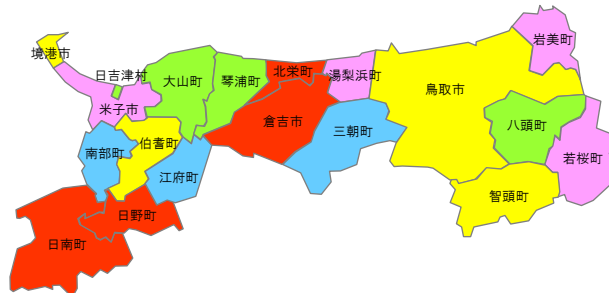 境港市
日吉津村
米子市
大山町
琴浦町
北栄町
湯梨浜町
鳥取市
岩美町
南部町
伯耆町
江府町
倉吉市
三朝町
八頭町
若桜町
智頭町
日野町
日南町